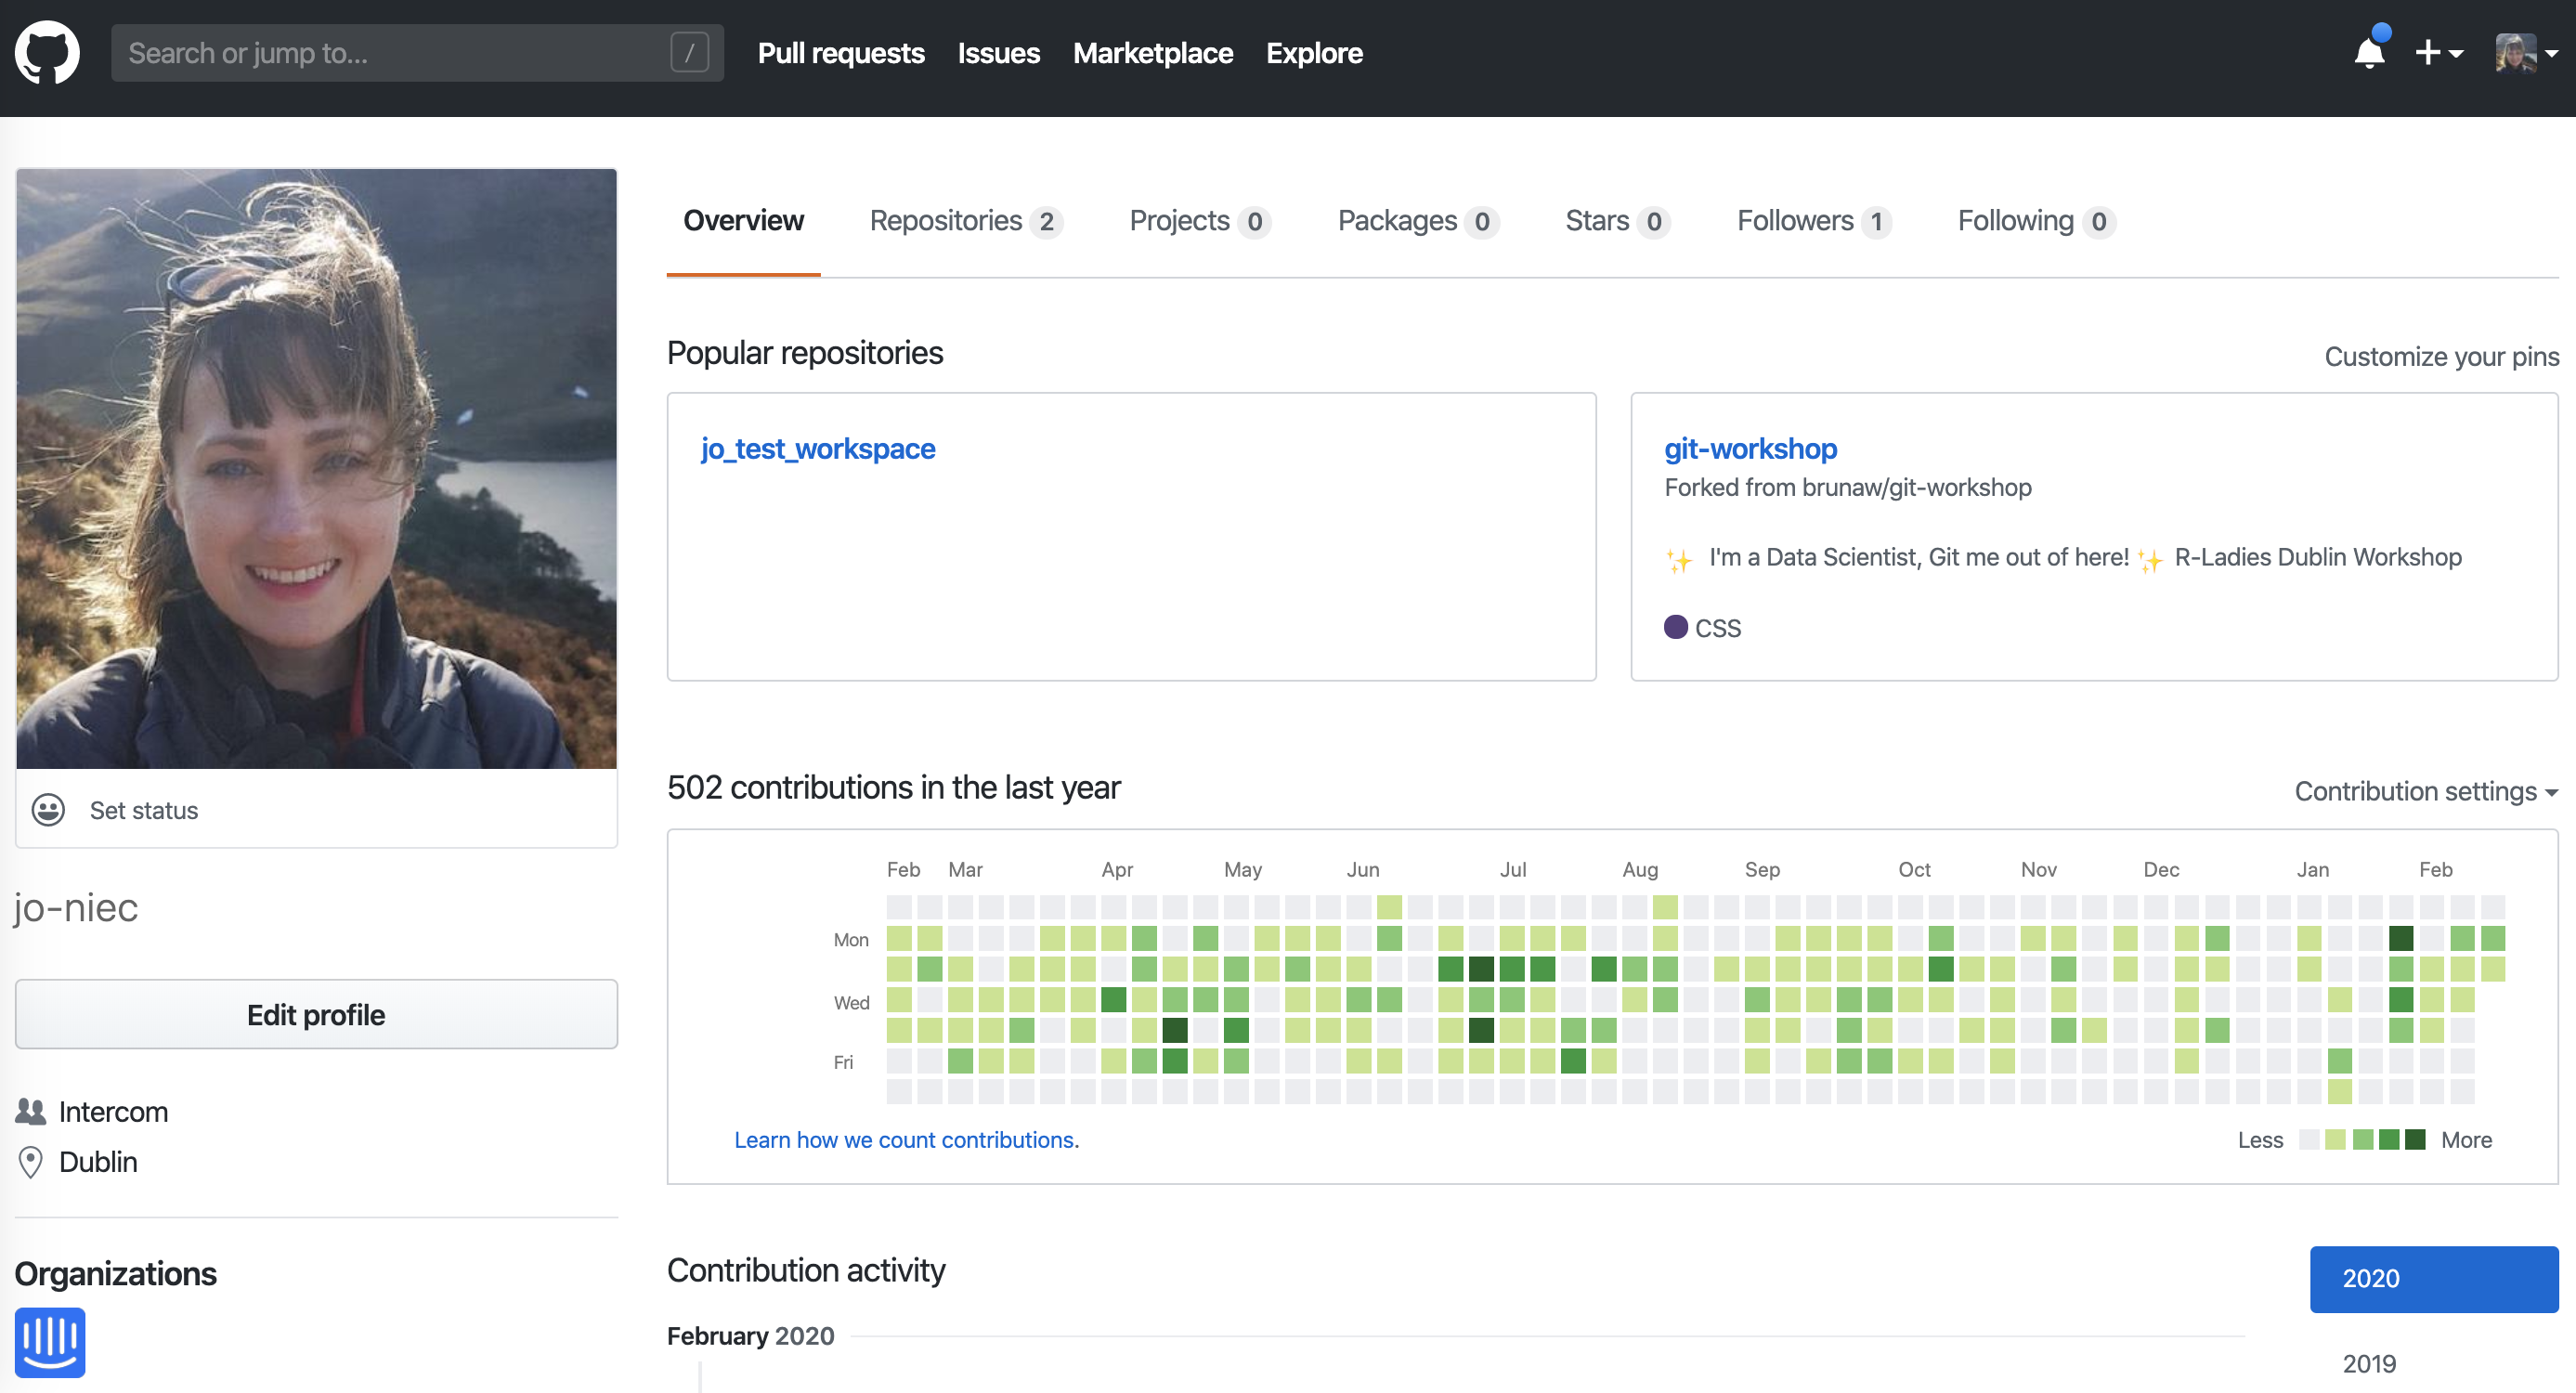 Search or jump to...
/
Pull requests
Issues
Marketplace
Explore
Overview
Repositories 2
Projects 0
Packages 0
Stars 0
Followers 1
Following 0
Popular repositories
Customize your pins
jo_test_workspace
git-workshop
Forked from brunaw/git-workshop
✨ I'm a Data Scientist, Git me out of here! ✨ R-Ladies Dublin Workshop
CSS
Set status
jo-niec
Edit profile
Intercom
Dublin
Organizations
502 contributions in the last year
Contribution settings
Feb Mar Apr May Jun Jul Aug Sep Oct Nov Dec Jan Feb
Mon
Wed
Fri
Learn how we count contributions.
Less
More
Contribution activity
2020
February 2020
2019